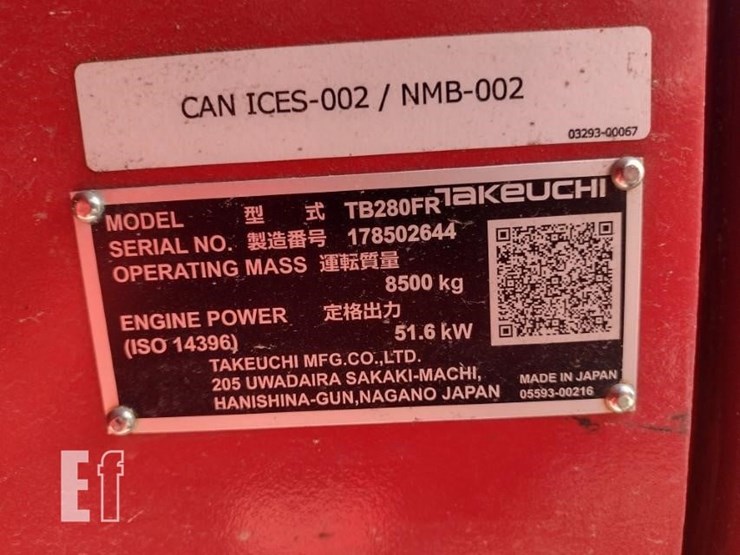 CAN ICES-002 / NMB-002
03293-00067
TAKEUCHI
MODEL 型 式 TB280FR
SERIAL NO. 製造番号 178502644
OPERATING MASS 運転質量
8500 kg
ENGINE POWER 定格出力
(ISO 14396) 51.6 kW
TAKEUCHI MFG.CO.,LTD.
205 UWADAIRA SAKAKI-MACHI,
HANISHINA-GUN,NAGANO JAPAN
MADE IN JAPAN
05593-00216
Ef